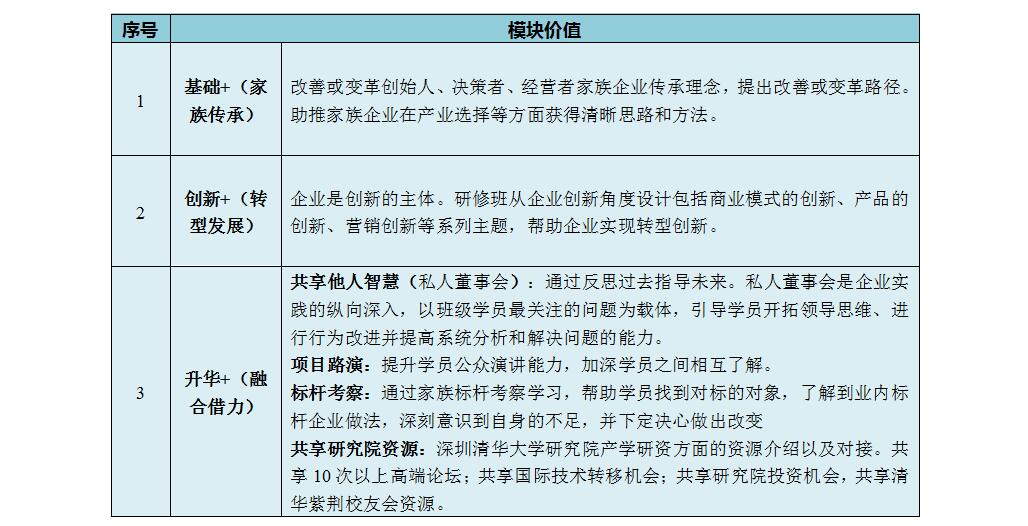 序号
模块价值
1
基础+（家
族传承）
改善或变革创始人、决策者、经营者家族企业传承理念，提出改善或变革路径。
助推家族企业在产业选择等方面获得清晰思路和方法。
2
创新+（转
型发展）
企业是创新的主体。研修班从企业创新角度设计包括商业模式的创新、产品的
创新、营销创新等系列主题，帮助企业实现转型创新。
3
升华+（融
合借力）
共享他人智慧（私人董事会）：通过反思过去指导未来。私人董事会是企业实
践的纵向深入，以班级学员最关注的问题为载体，引导学员开拓领导思维、进
行行为改进并提高系统分析和解决问题的能力。
项目路演：提升学员公众演讲能力，加深学员之间相互了解。
标杆考察：通过家族标杆考察学习，帮助学员找到对标的对象，了解到业内标
杆企业做法，深刻意识到自身的不足，并下定决心做出改变
共享研究院资源：深圳清华大学研究院产学研资方面的资源介绍以及对接。共
享 10 次以上高端论坛；共享国际技术转移机会；共享研究院投资机会，共享清
华紫荆校友会资源。